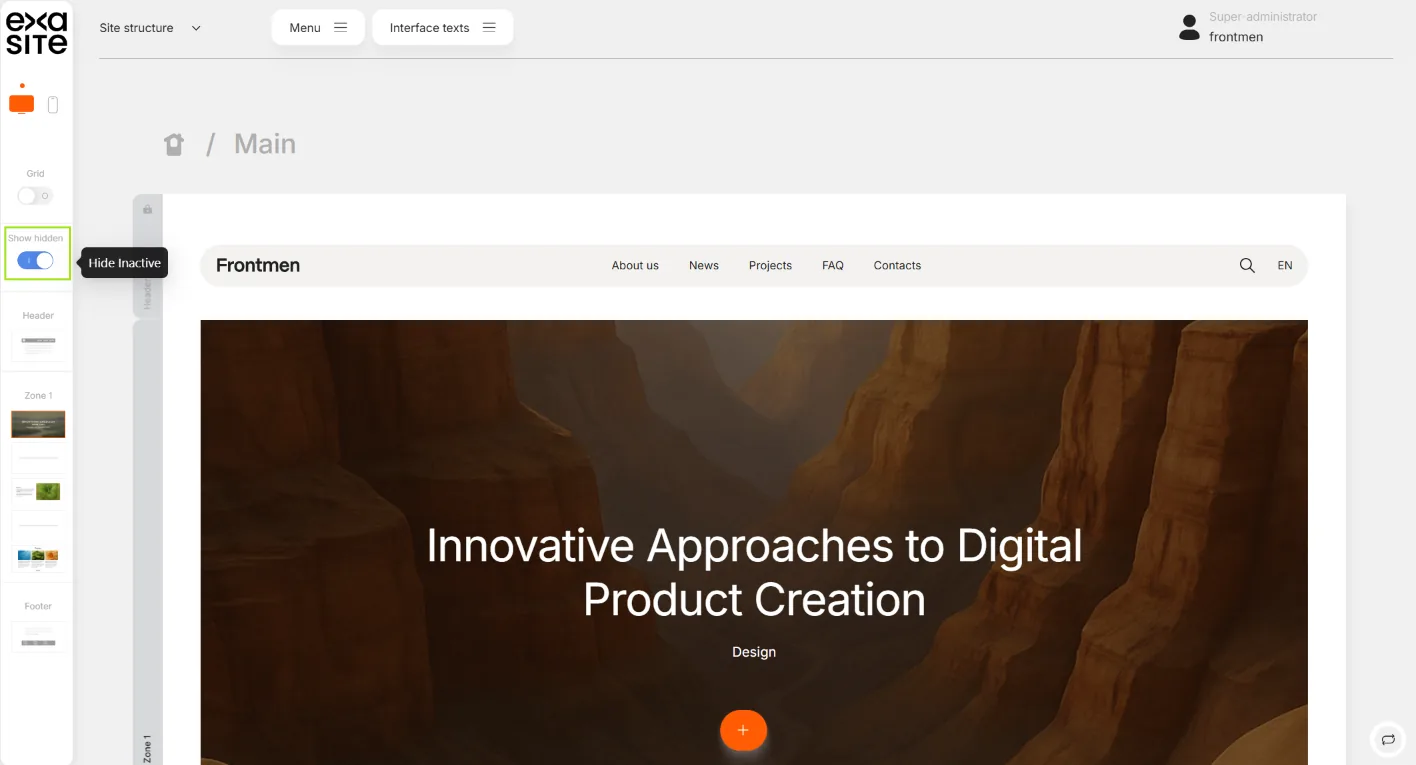 exa
site
Site structure
Menu
Interface texts
Super-administrator
frontmen
/ Main
Grid
Show hidden
Hide Inactive
Header
Header
Zone 1
Footer
Zone 1
Frontmen
About us
News
Projects
FAQ
Contacts
EN
Innovative Approaches to Digital
Product Creation
Design
+